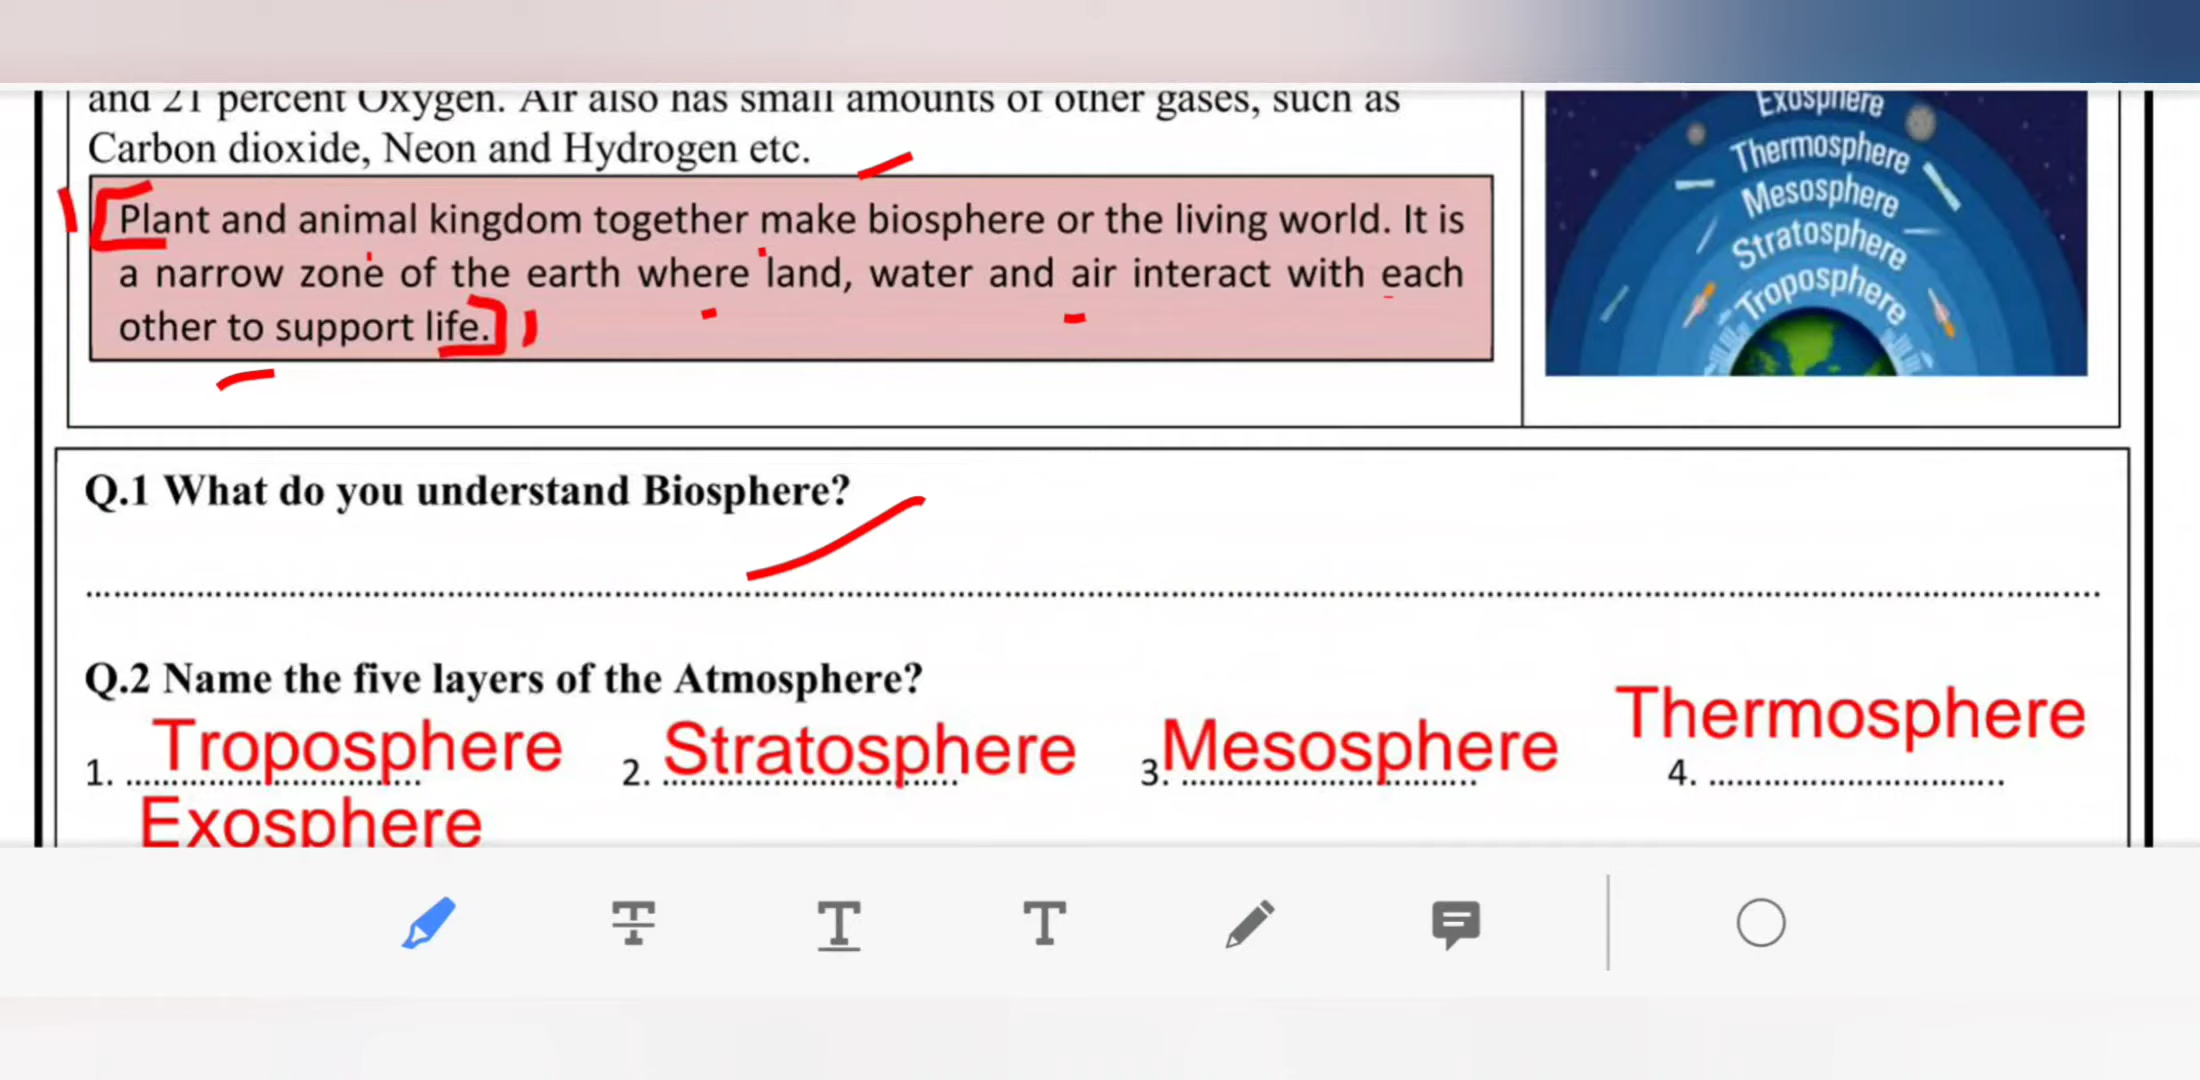 and 21 percent Oxygen. Air also has small amounts of other gases, such as
Carbon dioxide, Neon and Hydrogen etc.
Plant and animal kingdom together make biosphere or the living world. It is
a narrow zone of the earth where land, water and air interact with each
other to support life.
Exosphere
Thermosphere
Mesosphere
Stratosphere
Troposphere
Q.1 What do you understand Biosphere?
Q.2 Name the five layers of the Atmosphere?
1. Troposphere 2. Stratosphere 3. Mesosphere 4. Thermosphere
Exosphere